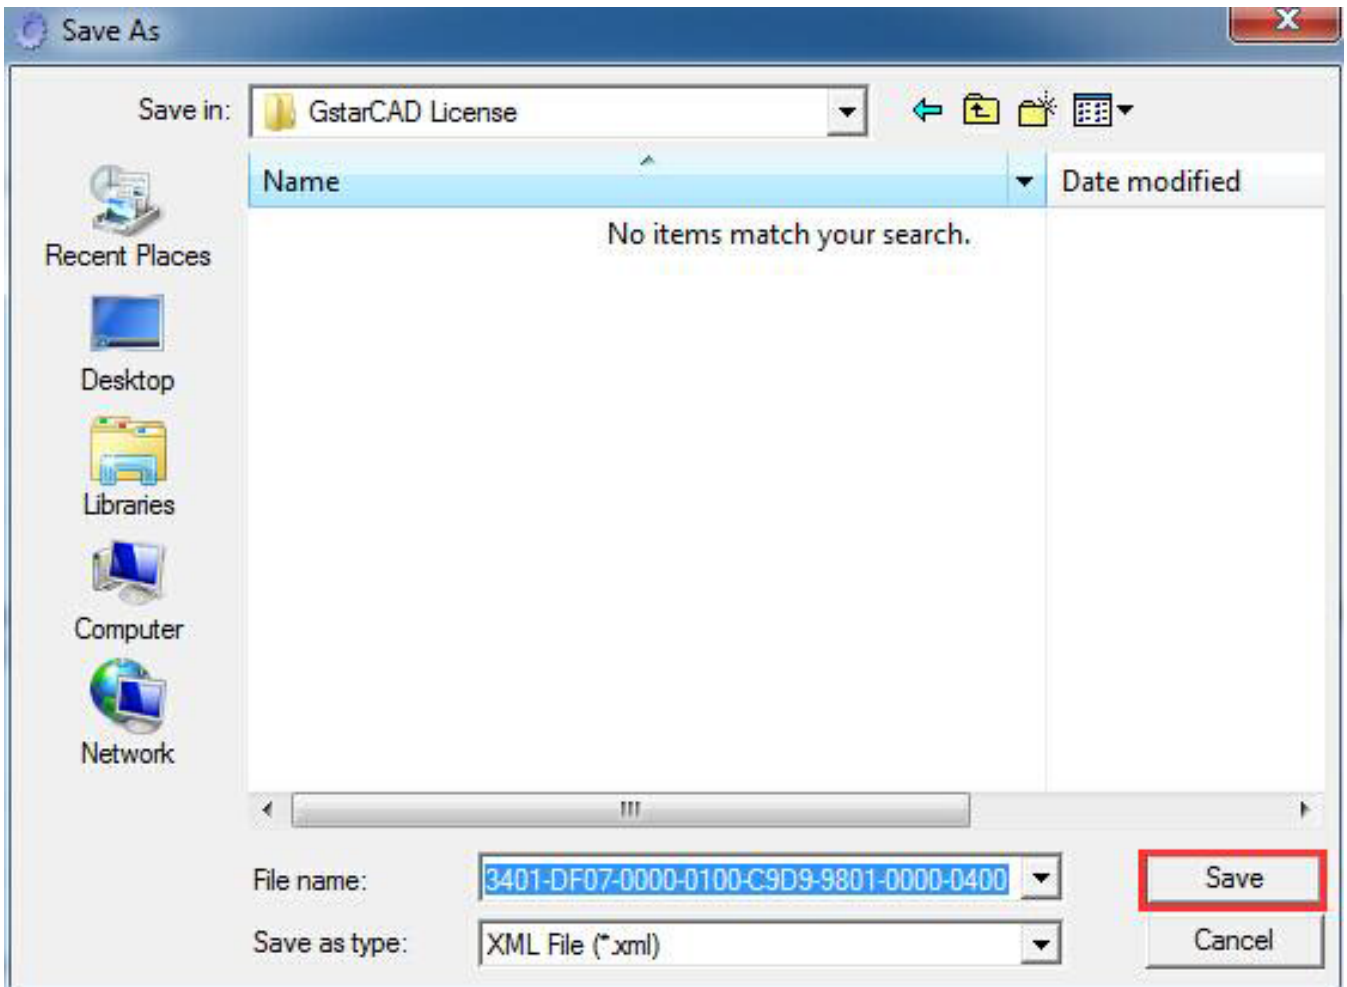 Save As
Save in: GstarCAD License
Name Date modified
No items match your search.
Recent Places
Desktop
Libraries
Computer
Network
File name: 3401-DF07-0000-0100-C9D9-9801-0000-0400 Save
Save as type: XML File (*.xml) Cancel